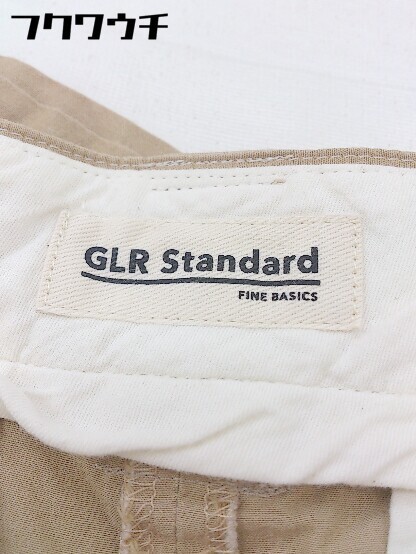 フクワウチ
GLR Standard
FINE BASICS